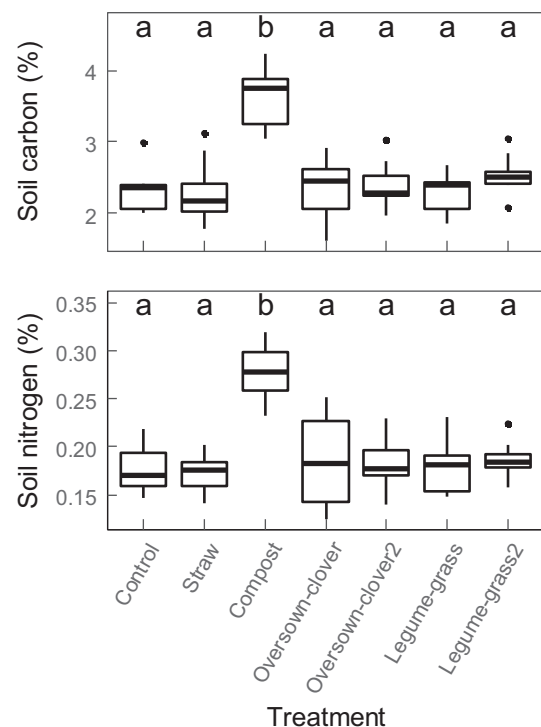 a a b a a a a
Soil carbon (%)
4
3
2
a a b a a a a
Soil nitrogen (%)
0.35
0.30
0.25
0.20
0.15
Control
Straw
Compost
Oversown-clover
Oversown-clover2
Legume-grass
Legume-grass2
Treatment